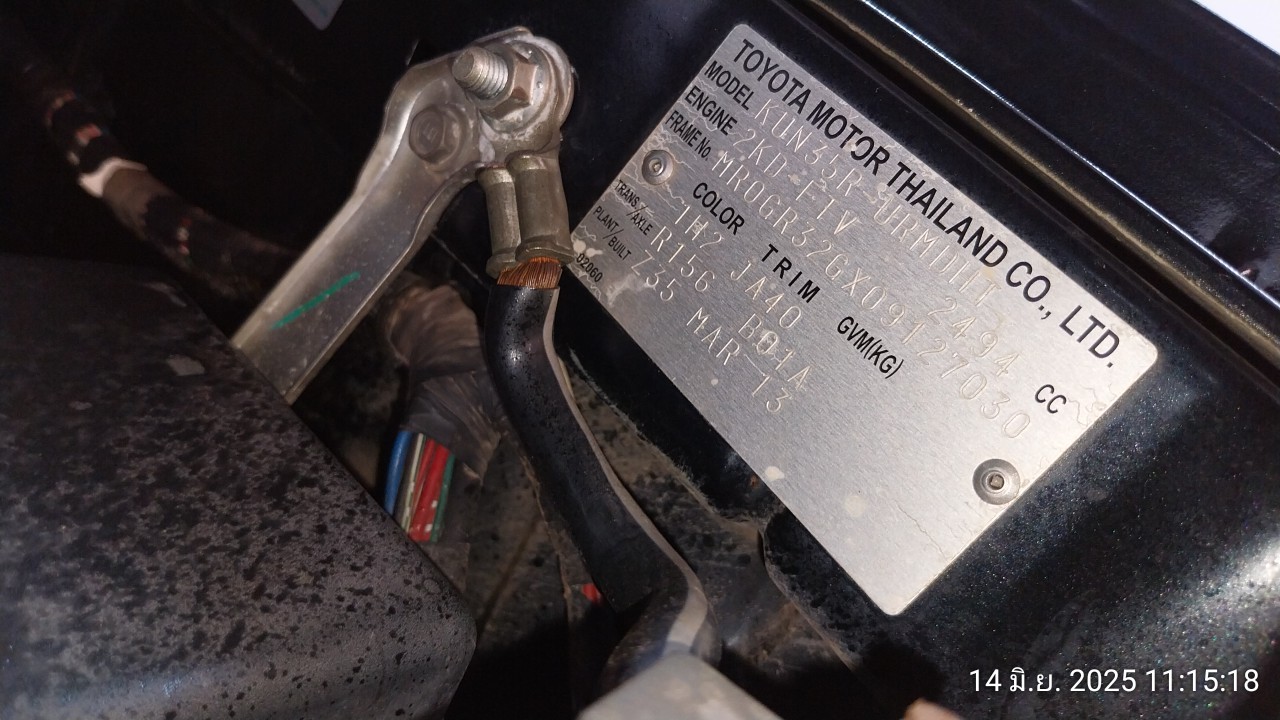 TOYOTA MOTOR THAILAND CO., LTD.
MODEL KUN35R-URMDHT
ENGINE 2KD-FTV 2494 CC
FRAME No. MR0GR32GX09127030
COLOR TRIM GVM(KG)
1H2 JA40
TRANS./AXLE R156 B01A
PLANT/BUILT Z35 MAR 13
02060
14 มิ.ย. 2025 11:15:18